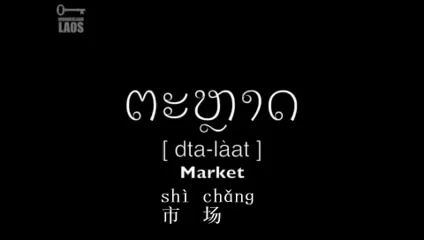 LAOS
ຕະຫຼາດ
[ dta-làat ]
Market
shì chǎng
市 场